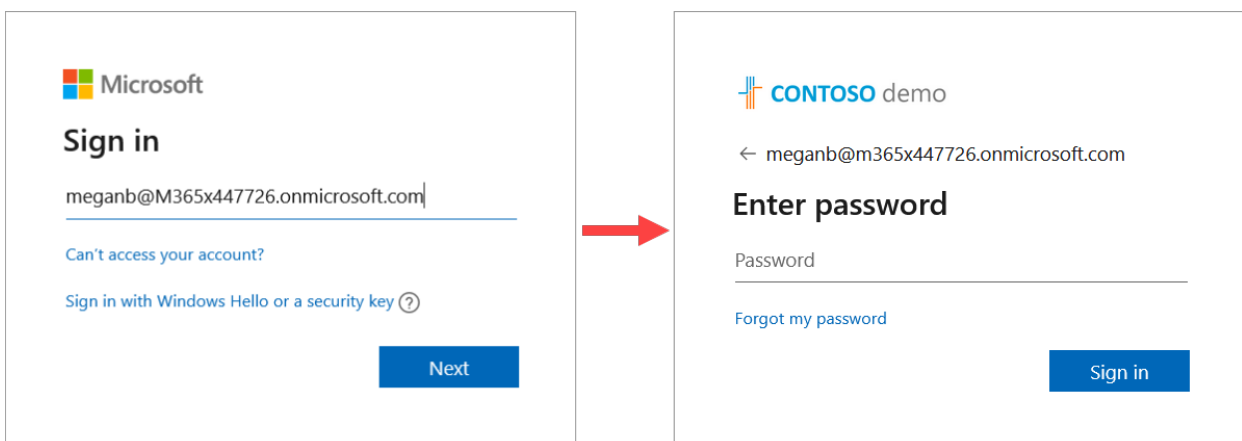 Microsoft
Sign in
meganb@M365x447726.onmicrosoft.com
Can't access your account?
Sign in with Windows Hello or a security key ?
Next
CONTOSO demo
← meganb@m365x447726.onmicrosoft.com
Enter password
Password
Forgot my password
Sign in